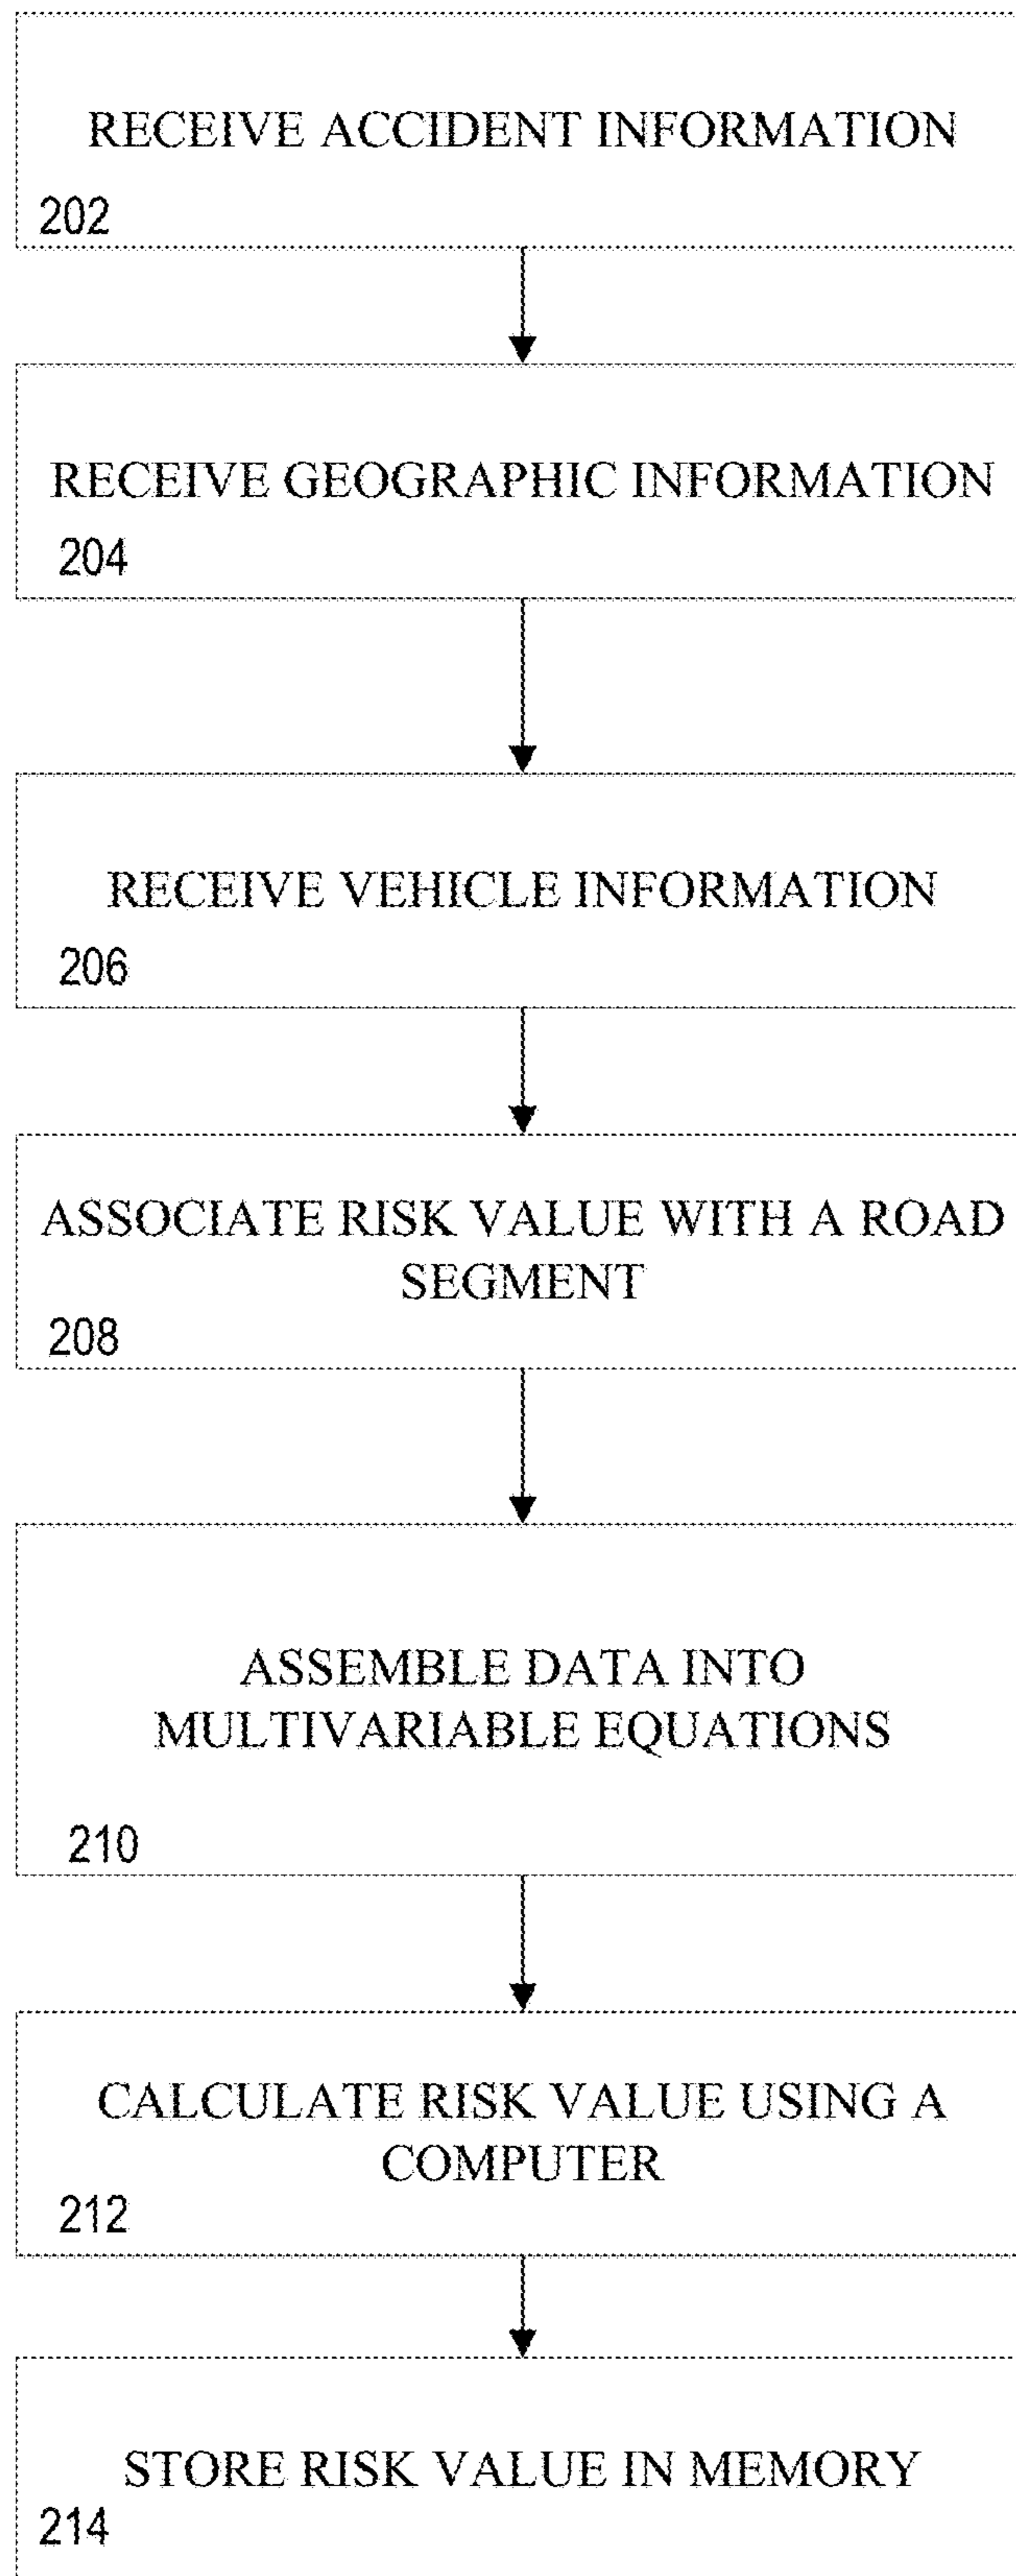 RECEIVE ACCIDENT INFORMATION
202
RECEIVE GEOGRAPHIC INFORMATION
204
RECEIVE VEHICLE INFORMATION
206
ASSOCIATE RISK VALUE WITH A ROAD
SEGMENT
208
ASSEMBLE DATA INTO
MULTIVARIABLE EQUATIONS
210
CALCULATE RISK VALUE USING A
COMPUTER
212
STORE RISK VALUE IN MEMORY
214